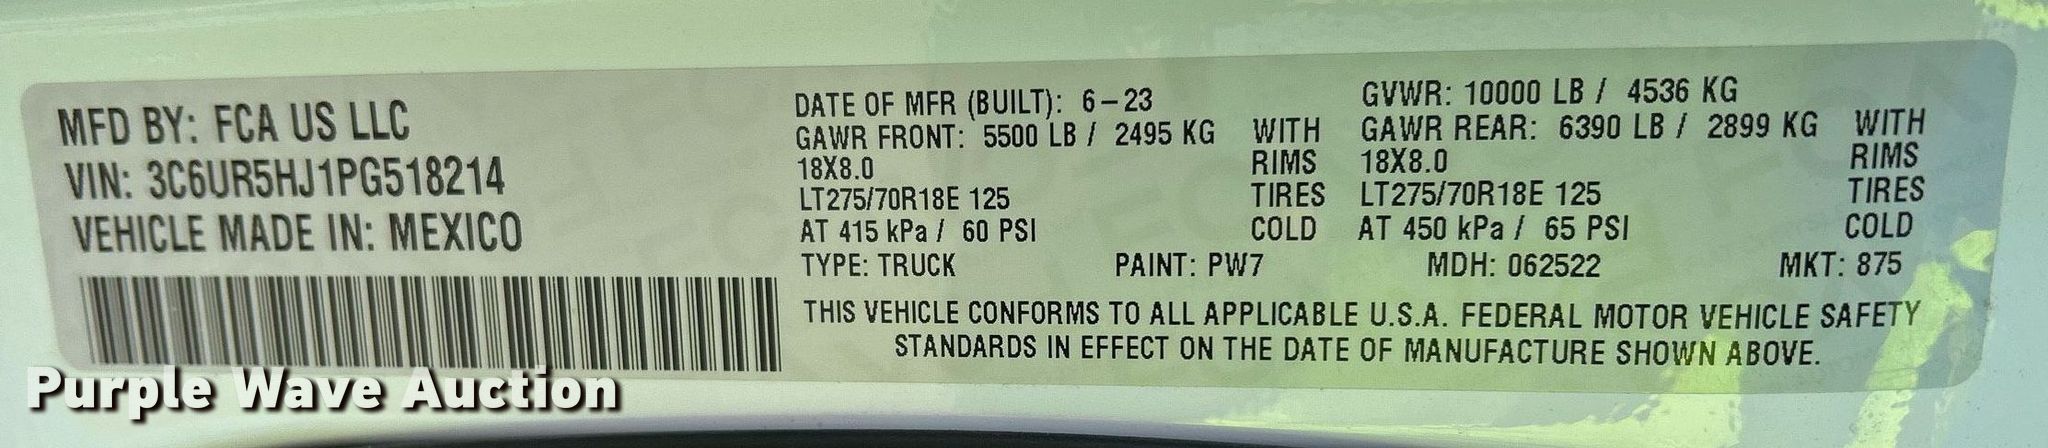 MFD BY: FCA US LLC
VIN: 3C6UR5HJ1PG518214
VEHICLE MADE IN: MEXICO
DATE OF MFR (BUILT): 6-23 GVWR: 10000 LB / 4536 KG
GAWR FRONT: 5500 LB / 2495 KG WITH GAWR REAR: 6390 LB / 2899 KG WITH
18X8.0 RIMS 18X8.0 RIMS
LT275/70R18E 125 TIRES LT275/70R18E 125 TIRES
AT 415 kPa / 60 PSI COLD AT 450 kPa / 65 PSI COLD
TYPE: TRUCK PAINT: PW7 MDH: 062522 MKT: 875
THIS VEHICLE CONFORMS TO ALL APPLICABLE U.S.A. FEDERAL MOTOR VEHICLE SAFETY
STANDARDS IN EFFECT ON THE DATE OF MANUFACTURE SHOWN ABOVE.
Purple Wave Auction